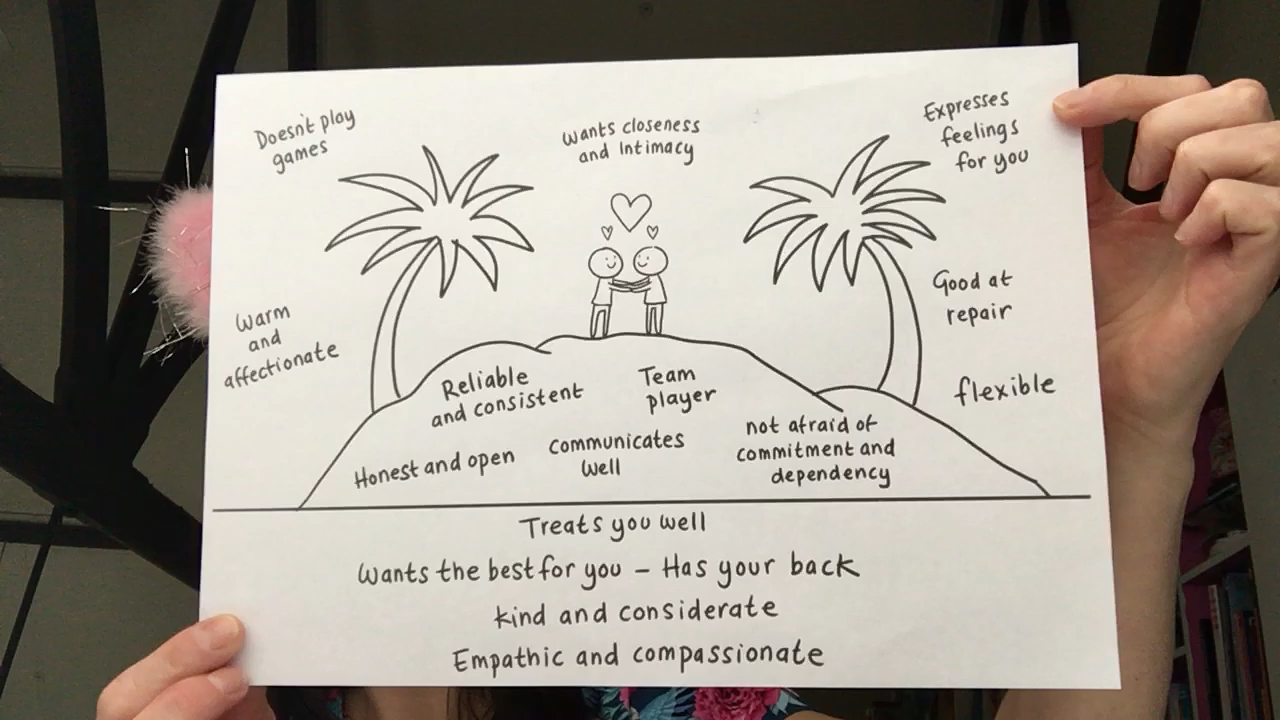 Doesn't play
games
Wants closeness
and Intimacy
Expresses
feelings
for you
Warm
and
affectionate
Good at
repair
flexible
Reliable
and consistent
Team
player
Honest and open
communicates
Well
not afraid of
commitment and
dependency
Treats you well
Wants the best for you – Has your back
kind and considerate
Empathic and compassionate